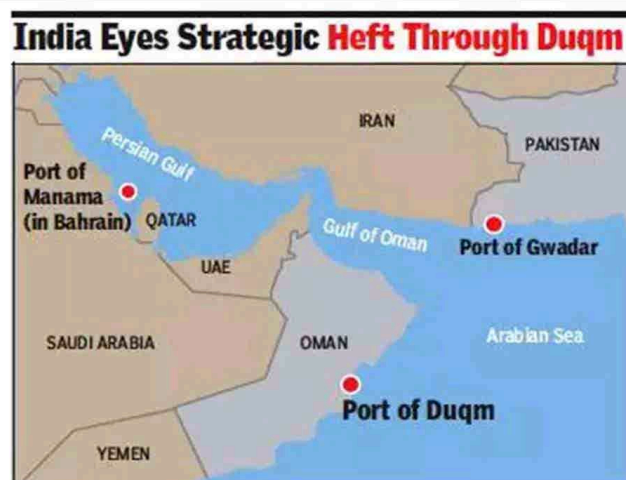 India Eyes Strategic Heft Through Duqm
IRAN
PAKISTAN
Persian Gulf
Port of
Manama
(in Bahrain)
QATAR
Gulf of Oman
Port of Gwadar
UAE
SAUDI ARABIA
OMAN
Arabian Sea
Port of Duqm
YEMEN